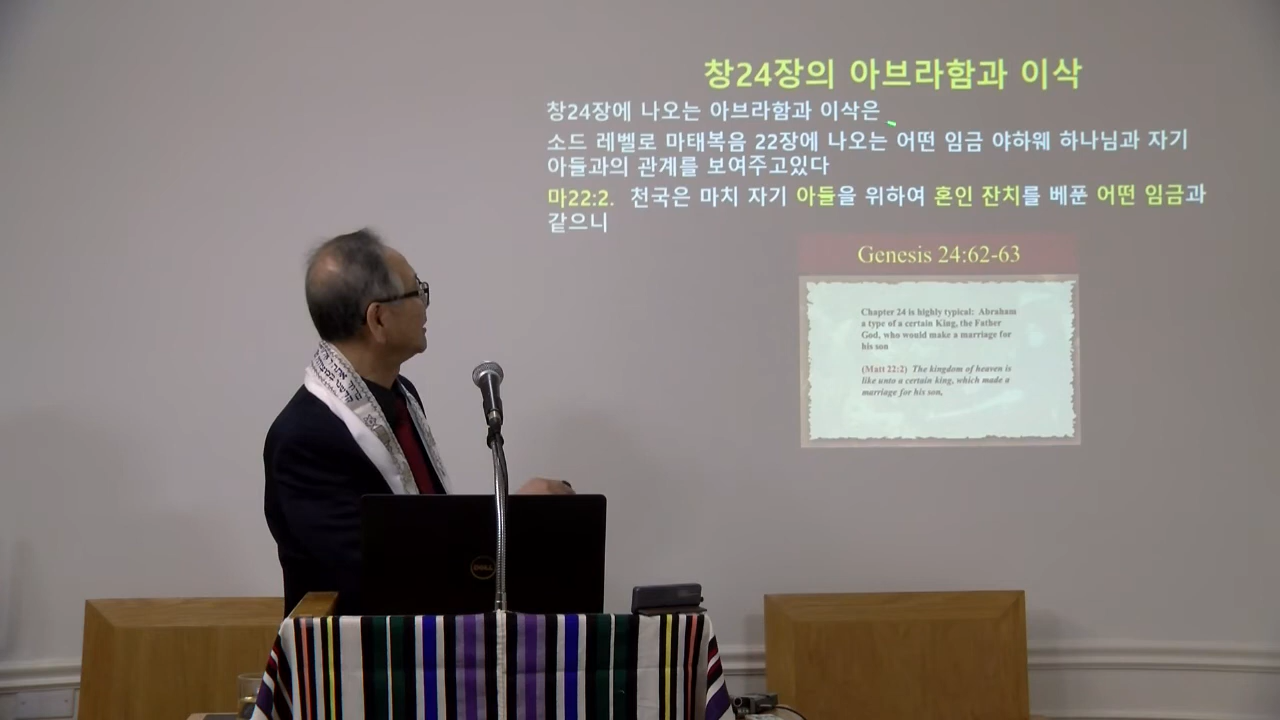 창24장의 아브라함과 이삭
창24장에 나오는 아브라함과 이삭은
소드 레벨로 마태복음 22장에 나오는 어떤 임금 야하웨 하나님과 자기
아들과의 관계를 보여주고있다
마22:2. 천국은 마치 자기 아들을 위하여 혼인 잔치를 베푼 어떤 임금과
같으니
Genesis 24:62-63
Chapter 24 is highly typical: Abraham
a type of a certain King, the Father
God, who would make a marriage for
his son
(Matt 22:2) The kingdom of heaven is
like unto a certain king, which made a
marriage for his son,
DELL